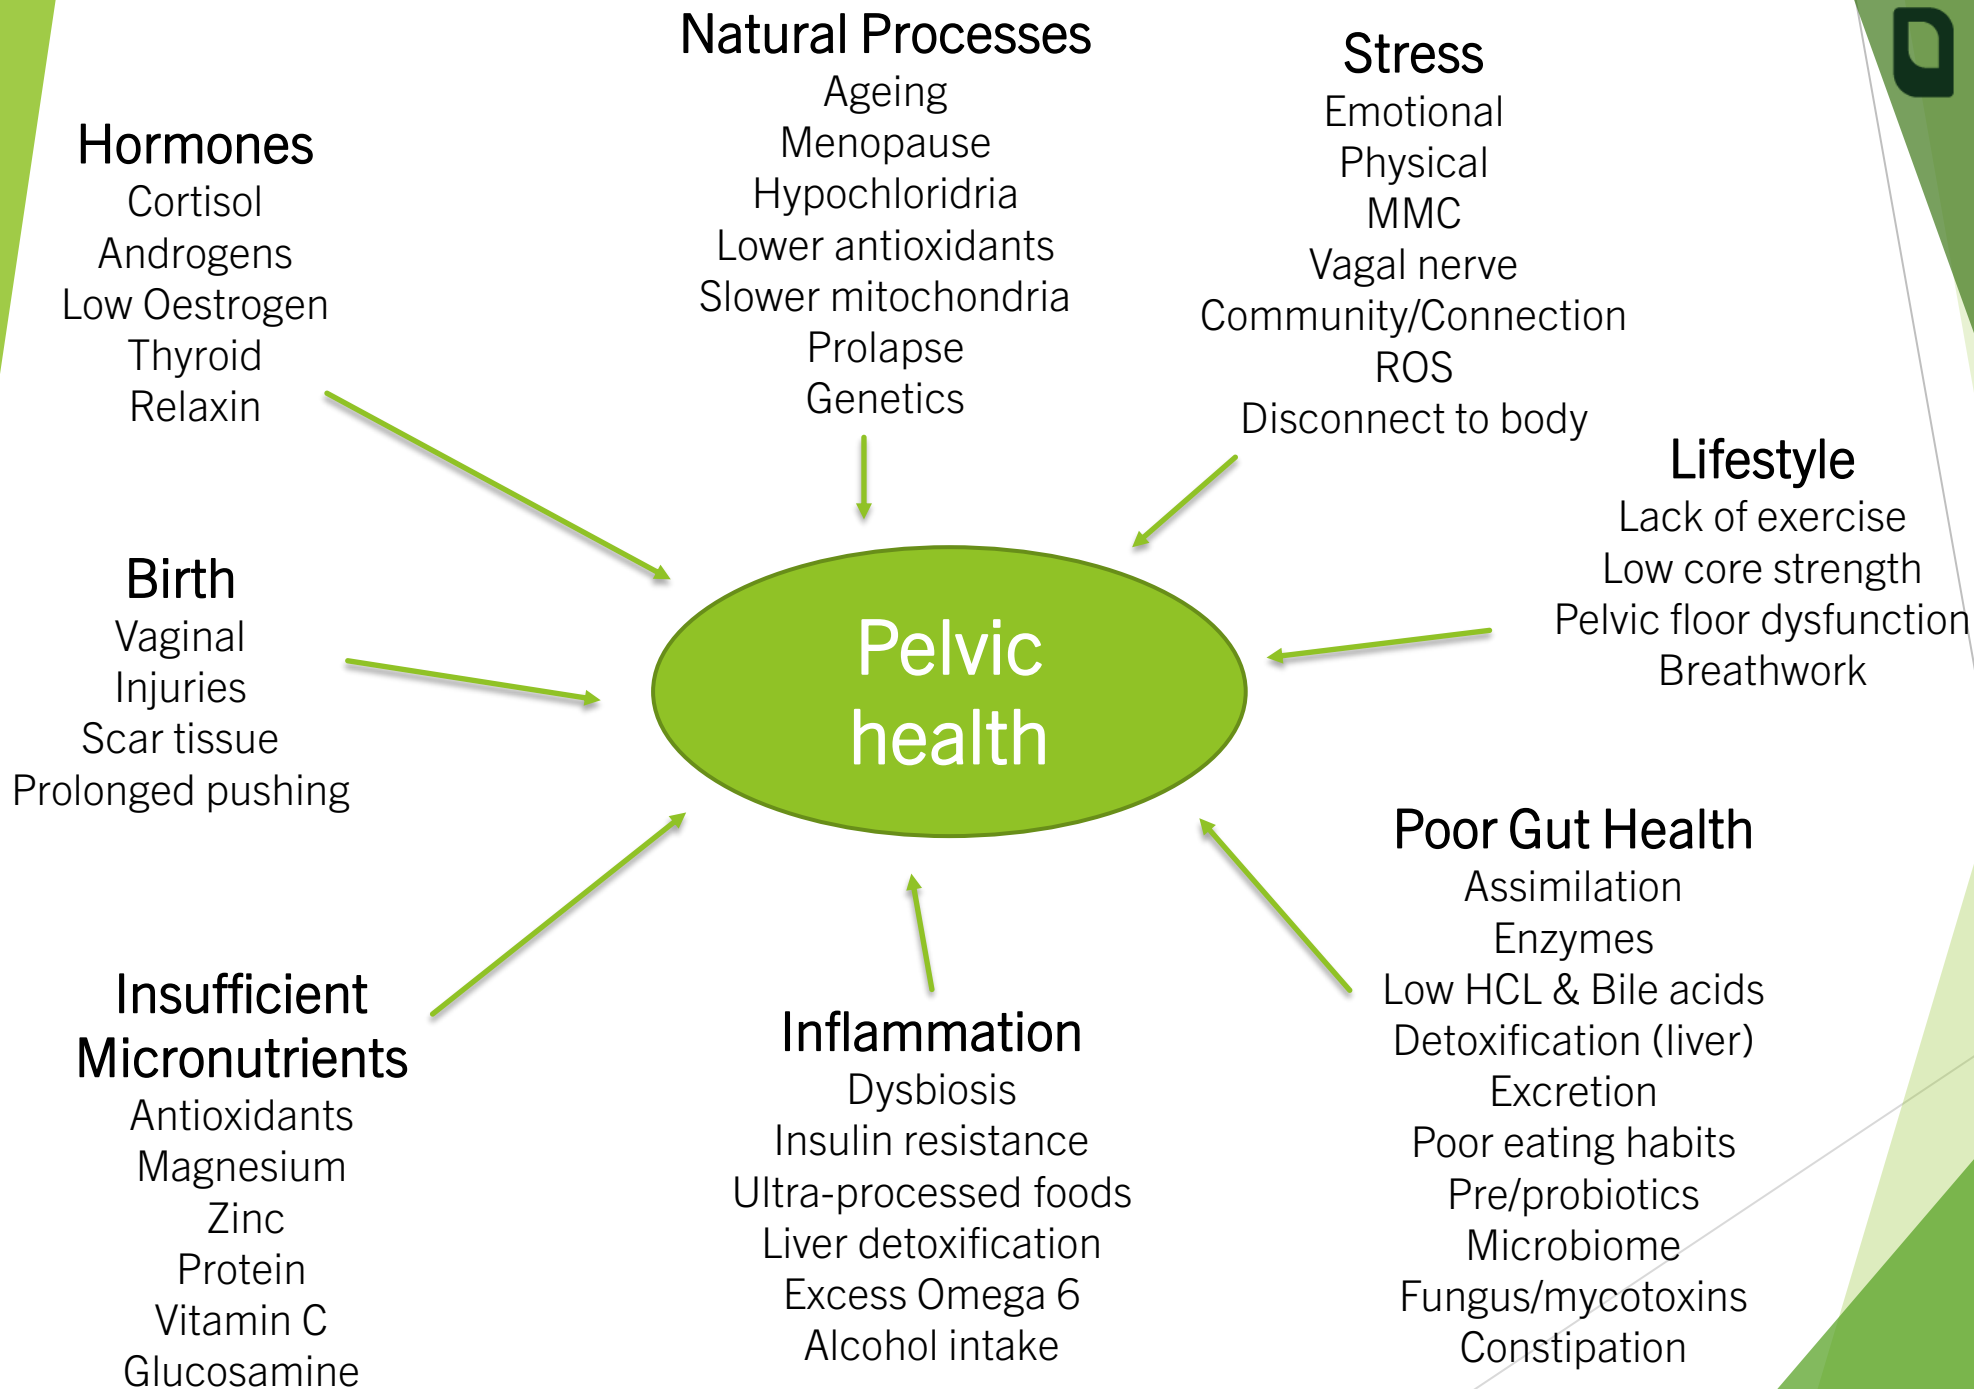 Natural Processes
Ageing
Menopause
Hypochloridria
Lower antioxidants
Slower mitochondria
Prolapse
Genetics
Stress
Emotional
Physical
MMC
Vagal nerve
Community/Connection
ROS
Disconnect to body
Hormones
Cortisol
Androgens
Low Oestrogen
Thyroid
Relaxin
Lifestyle
Lack of exercise
Low core strength
Pelvic floor dysfunction
Breathwork
Birth
Vaginal
Injuries
Scar tissue
Prolonged pushing
Pelvic
health
Poor Gut Health
Assimilation
Enzymes
Low HCL & Bile acids
Detoxification (liver)
Excretion
Poor eating habits
Pre/probiotics
Microbiome
Fungus/mycotoxins
Constipation
Insufficient
Micronutrients
Antioxidants
Magnesium
Zinc
Protein
Vitamin C
Glucosamine
Inflammation
Dysbiosis
Insulin resistance
Ultra-processed foods
Liver detoxification
Excess Omega 6
Alcohol intake